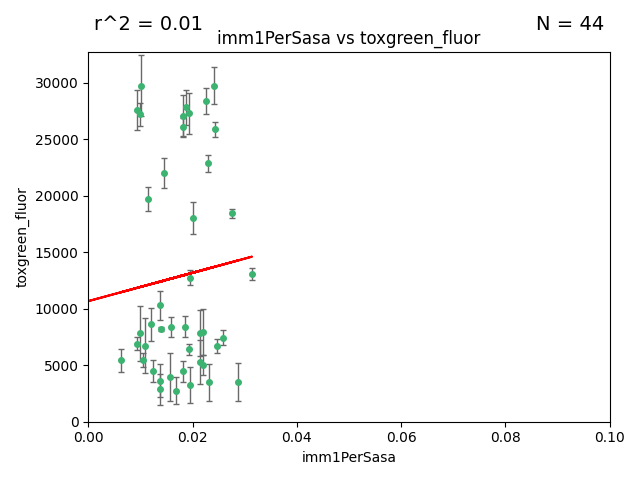 r^2 = 0.01
N = 44
imm1PerSasa vs toxgreen_fluor
toxgreen_fluor
30000
25000
20000
15000
10000
5000
0
0.00
0.02
0.04
0.06
0.08
0.10
imm1PerSasa